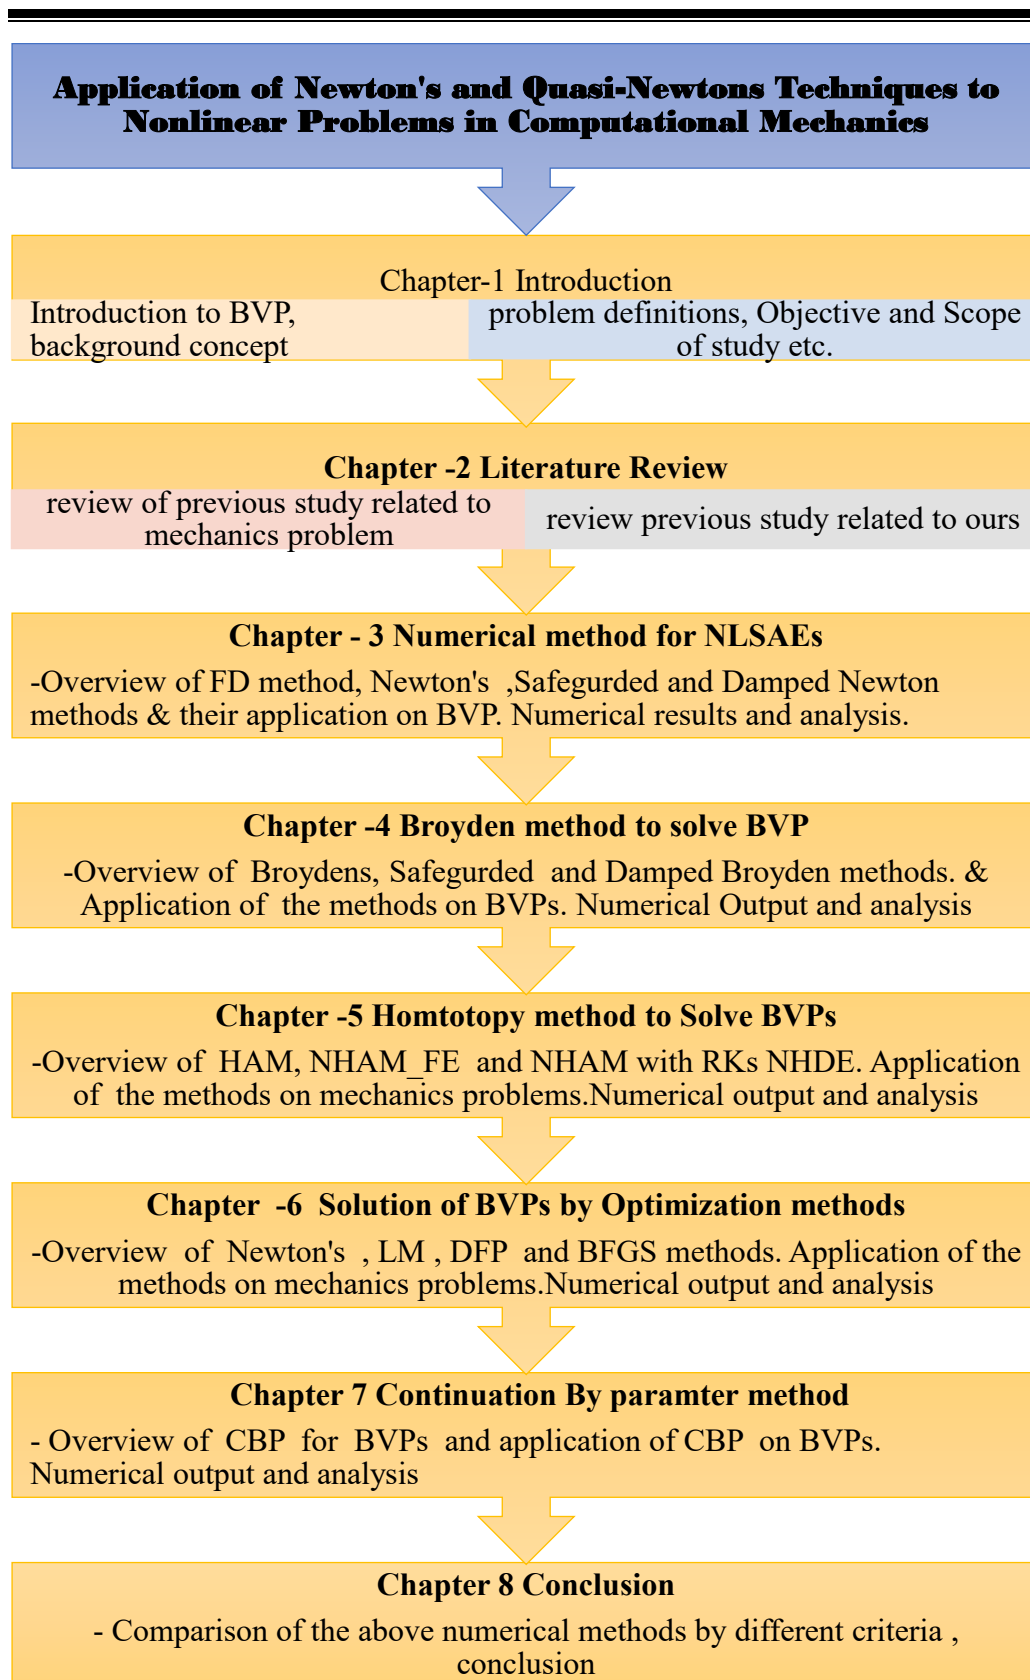 Application of Newton's and Quasi-Newtons Techniques to
Nonlinear Problems in Computational Mechanics
Chapter-1 Introduction
Introduction to BVP,
background concept
problem definitions, Objective and Scope
of study etc.
Chapter -2 Literature Review
review of previous study related to
mechanics problem
review previous study related to ours
Chapter - 3 Numerical method for NLSAEs
-Overview of FD method, Newton's ,Safegurded and Damped Newton
methods & their application on BVP. Numerical results and analysis.
Chapter -4 Broyden method to solve BVP
-Overview of Broydens, Safegurded and Damped Broyden methods. &
Application of the methods on BVPs. Numerical Output and analysis
Chapter -5 Homtotopy method to Solve BVPs
-Overview of HAM, NHAM_FE and NHAM with RKs NHDE. Application
of the methods on mechanics problems.Numerical output and analysis
Chapter -6 Solution of BVPs by Optimization methods
-Overview of Newton's , LM , DFP and BFGS methods. Application of the
methods on mechanics problems.Numerical output and analysis
Chapter 7 Continuation By paramter method
- Overview of CBP for BVPs and application of CBP on BVPs.
Numerical output and analysis
Chapter 8 Conclusion
- Comparison of the above numerical methods by different criteria ,
conclusion